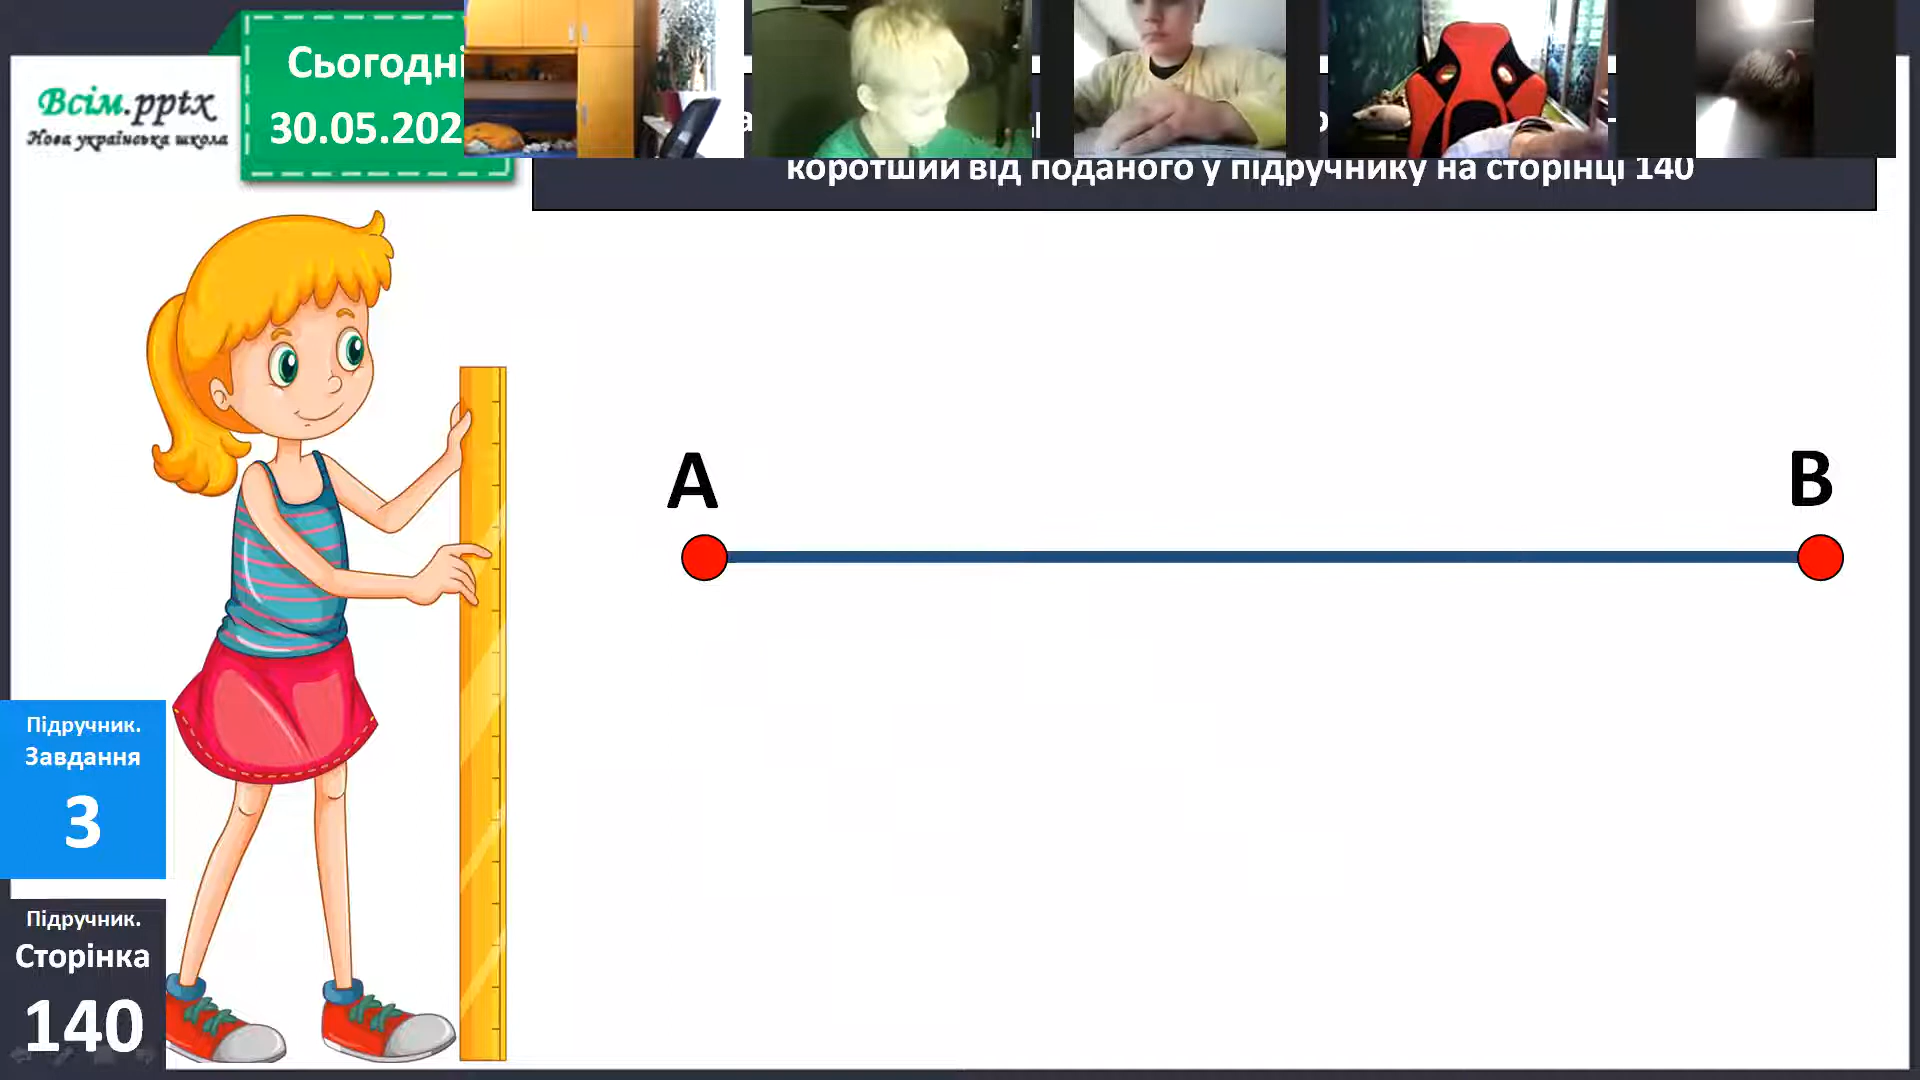 Всім.pptx
Нова українська школа
Сьогодні
30.05.202
коротший від поданого у підручнику на сторінці 140
A
B
Підручник.
Завдання
3
Підручник.
Сторінка
140